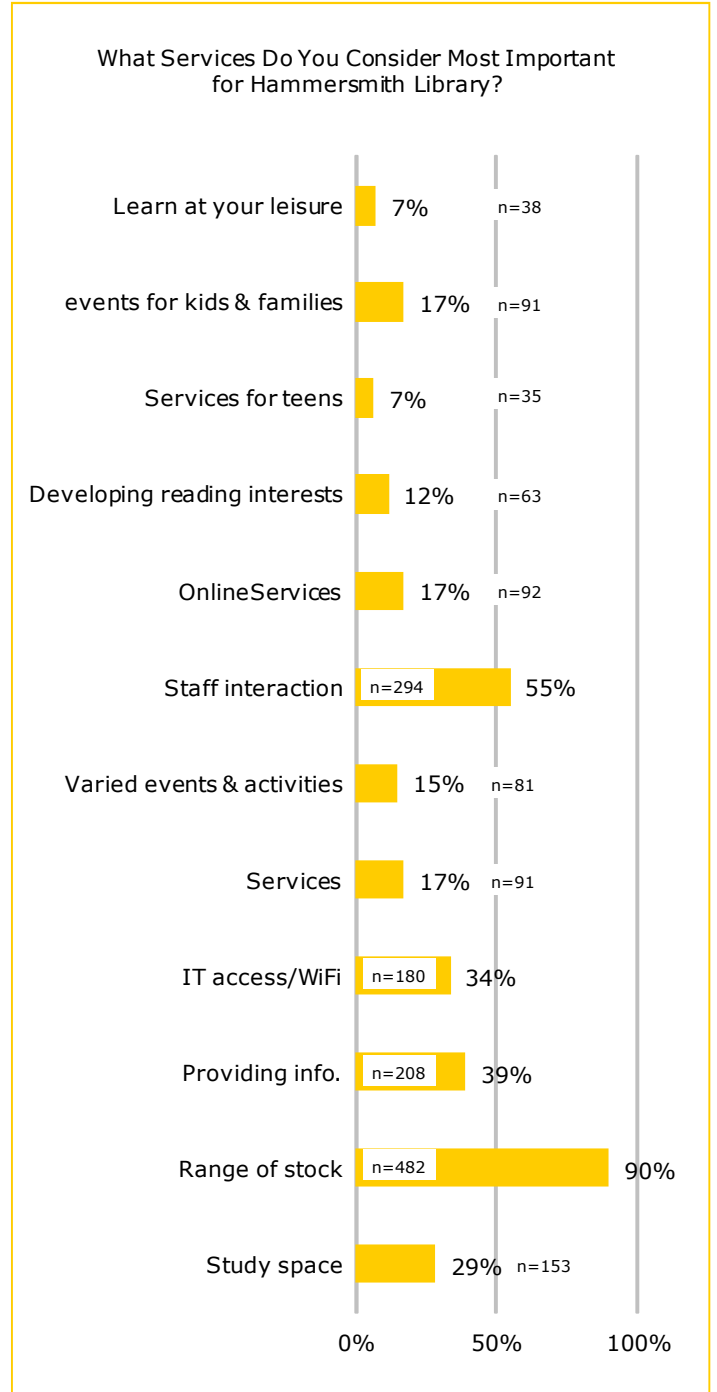 What Services Do You Consider Most Important
for Hammersmith Library?
Learn at your leisure 7% n=38
events for kids & families 17% n=91
Services for teens 7% n=35
Developing reading interests 12% n=63
OnlineServices 17% n=92
Staff interaction n=294 55%
Varied events & activities 15% n=81
Services 17% n=91
IT access/WiFi n=180 34%
Providing info. n=208 39%
Range of stock n=482 90%
Study space 29% n=153
0% 50% 100%